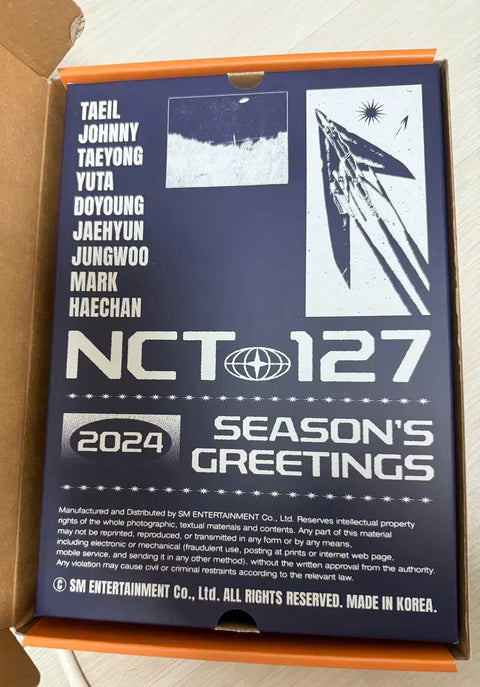 TAEIL
JOHNNY
TAEYONG
YUTA
DOYOUNG
JAEHYUN
JUNGWOO
MARK
HAECHAN
NCT 127
2024
SEASON'S
GREETINGS
Manufactured and Distributed by SM ENTERTAINMENT Co., Ltd. Reserves intellectual property
rights of the whole photographic, textual materials and contents. Any part of this material
may not be reprinted, reproduced, or transmitted in any form or by any means,
including electronic or mechanical (fraudulent use, posting at prints or internet web page,
mobile service, and sending it in any other method), without the written approval from the authority.
Any violation may cause civil or criminal restraints according to the relevant law.
© SM ENTERTAINMENT Co., Ltd. ALL RIGHTS RESERVED. MADE IN KOREA.